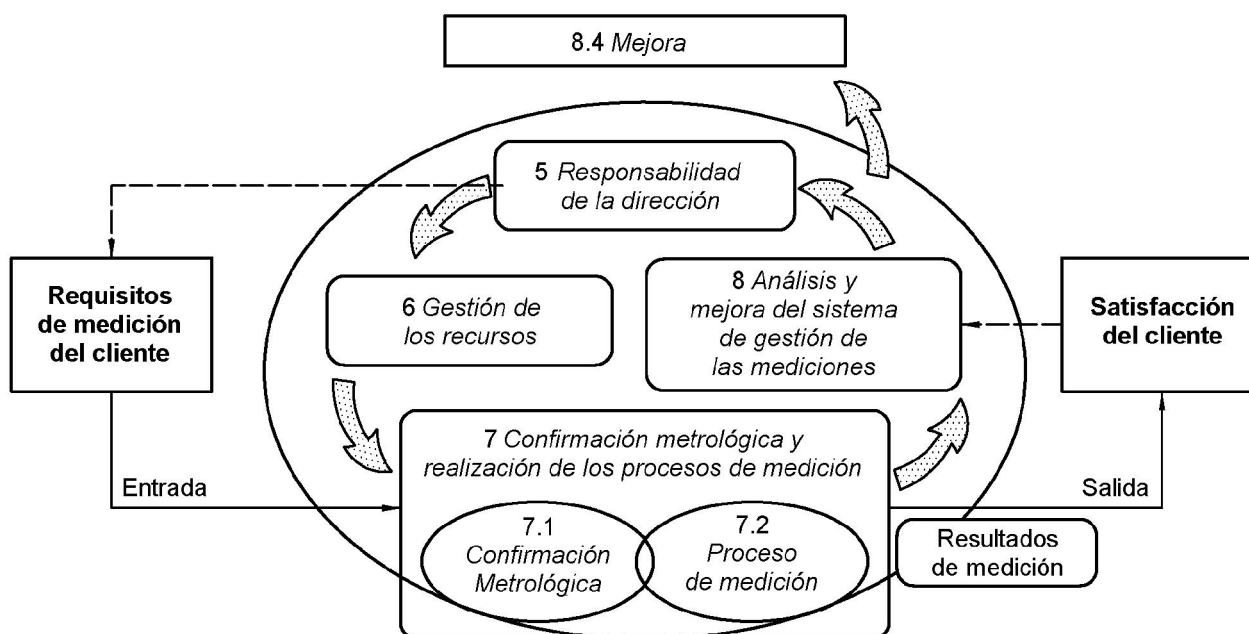 8.4 Mejora
5 Responsabilidad
de la dirección
Requisitos
de medición
del cliente
6 Gestión de
los recursos
8 Análisis y
mejora del sistema
de gestión de
las mediciones
Satisfacción
del cliente
7 Confirmación metrológica y
realización de los procesos de medición
Entrada
Salida
7.1
Confirmación
Metrológica
7.2
Proceso
de medición
Resultados
de medición